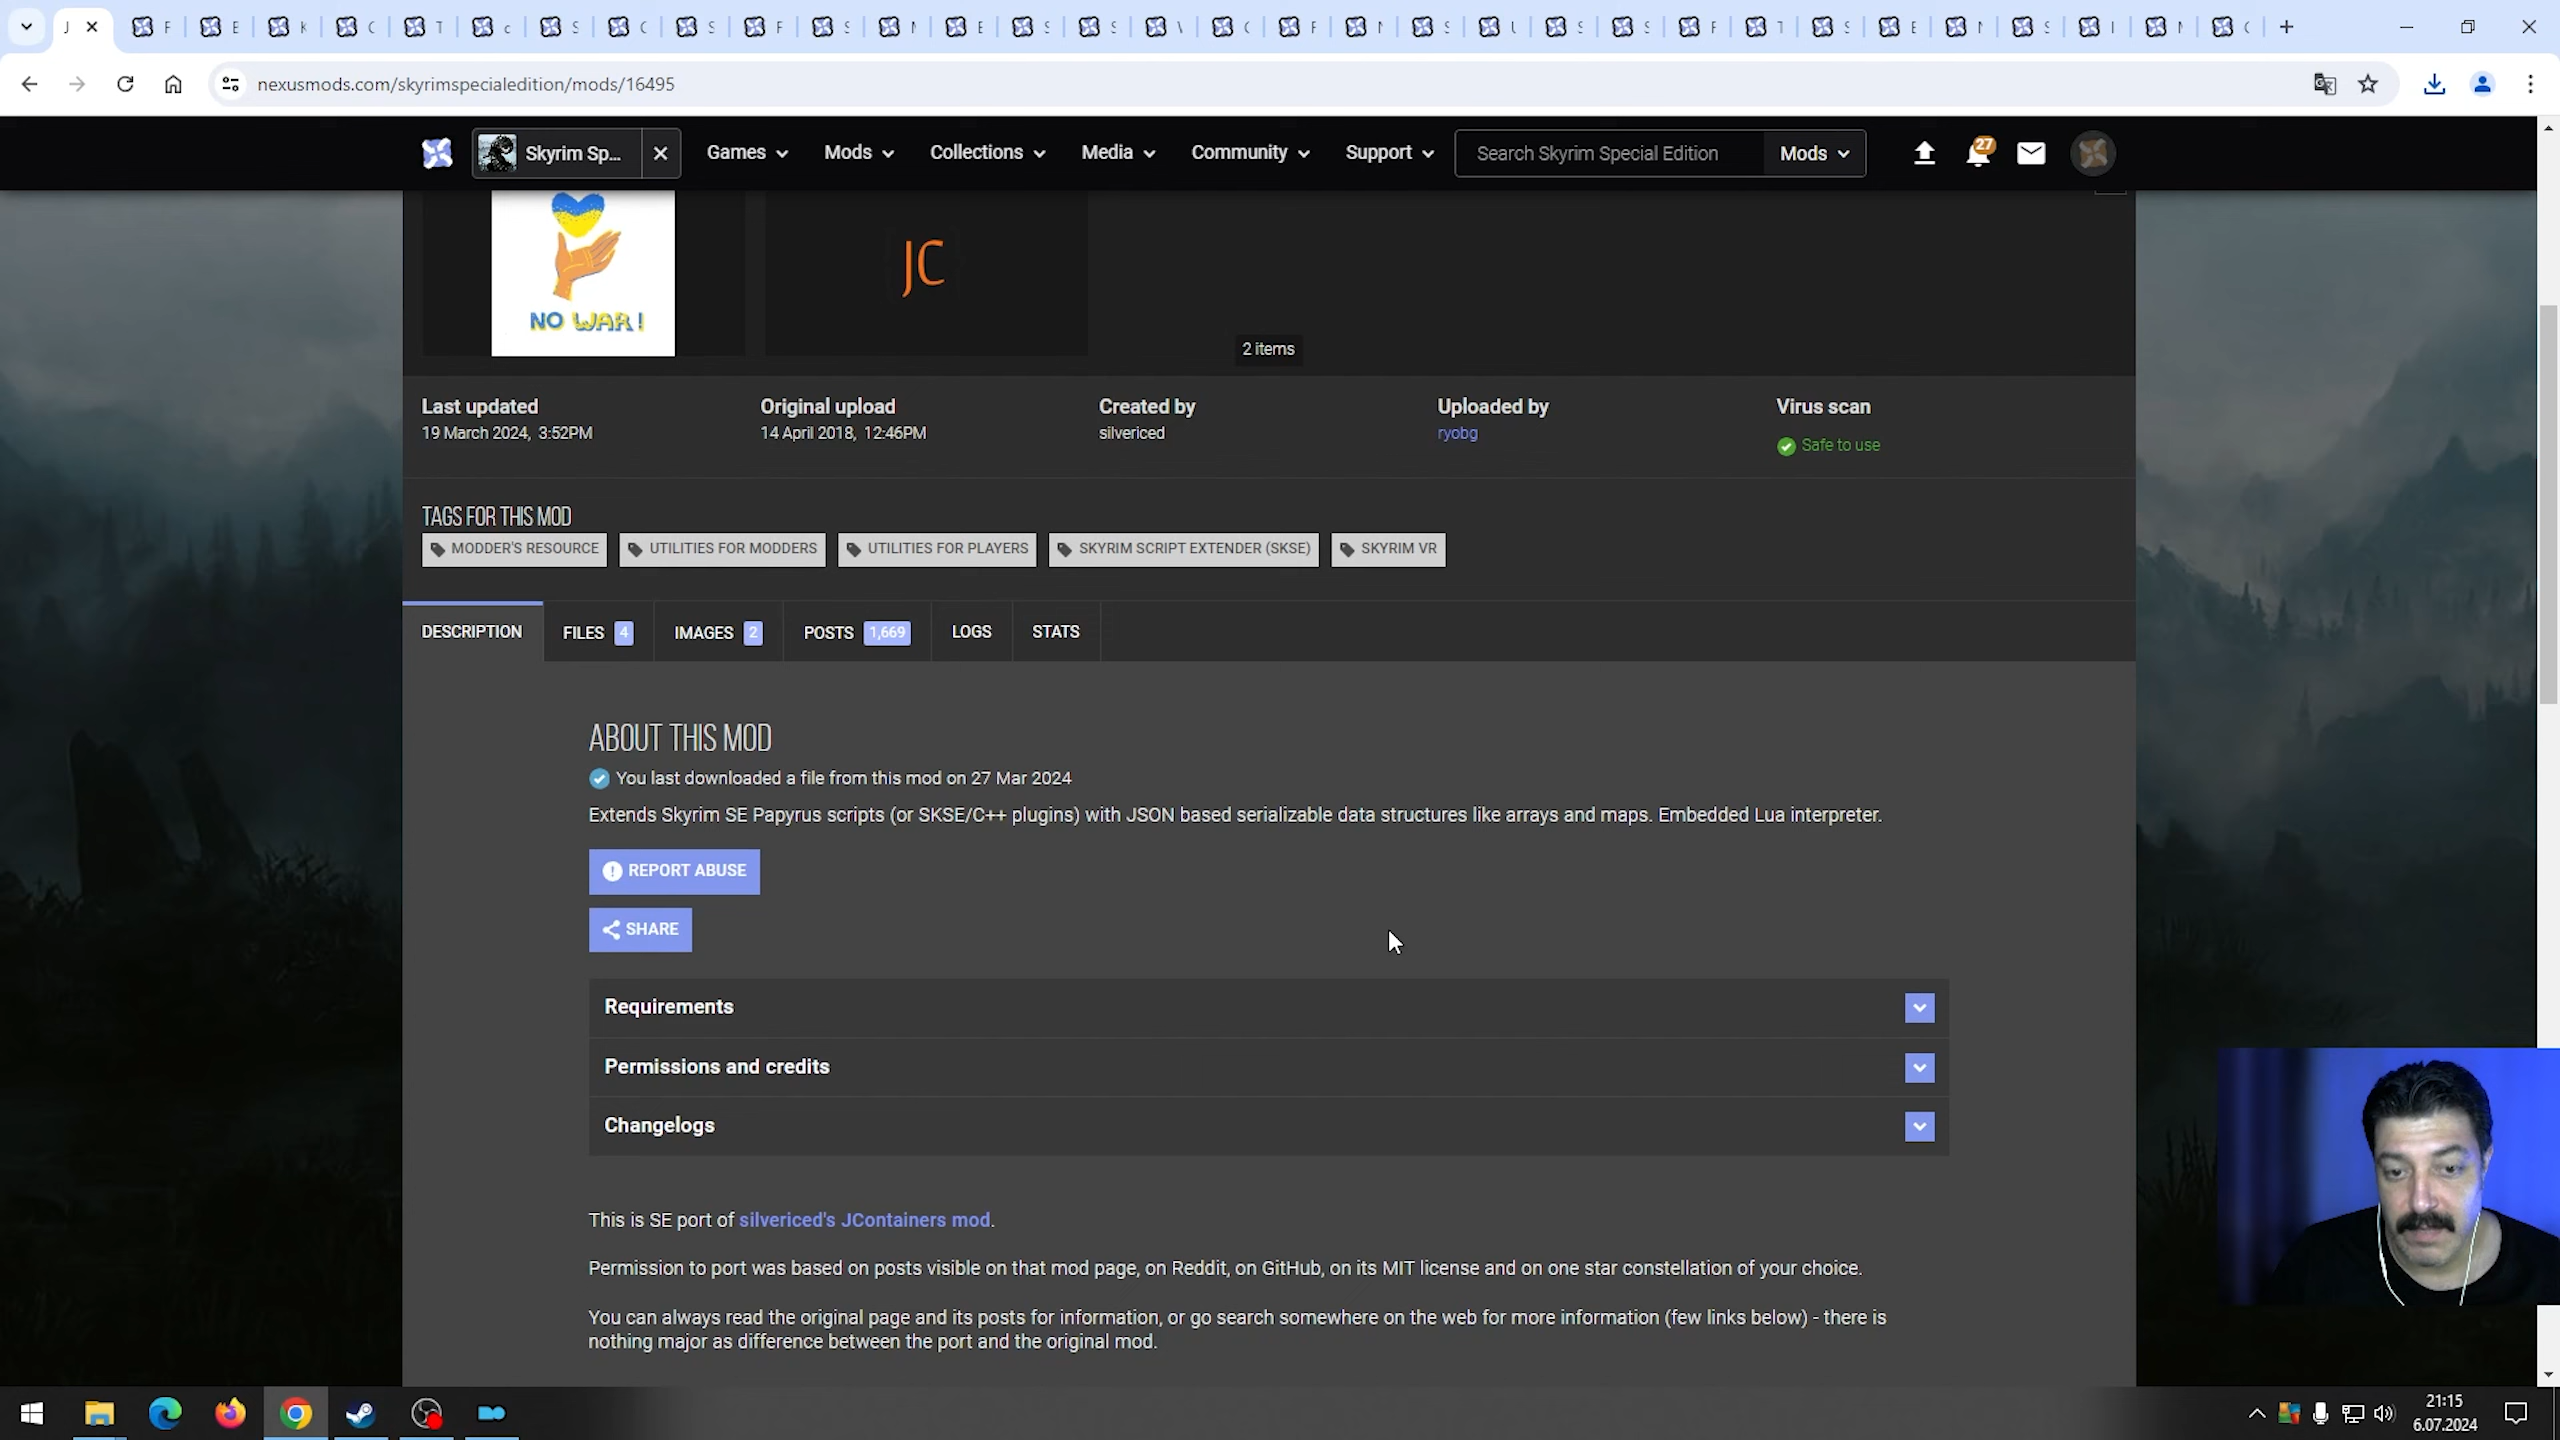 J
F
E
K
C
T
c
S
C
S
F
S
M
E
S
S
V
C
F
N
S
U
S
S
F
T
S
E
N
S
I
M
C
nexusmods.com/skyrimspecialedition/mods/16495
Skyrim Sp...
Games
Mods
Collections
Media
Community
Support
Search Skyrim Special Edition
Mods
27
NO WAR!
JC
2 items
Last updated
19 March 2024, 3:52PM
Original upload
14 April 2018, 12:46PM
Created by
silvericed
Uploaded by
ryobg
Virus scan
Safe to use
TAGS FOR THIS MOD
MODDER'S RESOURCE
UTILITIES FOR MODDERS
UTILITIES FOR PLAYERS
SKYRIM SCRIPT EXTENDER (SKSE)
SKYRIM VR
DESCRIPTION
FILES 4
IMAGES 2
POSTS 1,669
LOGS
STATS
ABOUT THIS MOD
You last downloaded a file from this mod on 27 Mar 2024
Extends Skyrim SE Papyrus scripts (or SKSE/C++ plugins) with JSON based serializable data structures like arrays and maps. Embedded Lua interpreter.
REPORT ABUSE
SHARE
Requirements
Permissions and credits
Changelogs
This is SE port of silvericed's JContainers mod.
Permission to port was based on posts visible on that mod page, on Reddit, on GitHub, on its MIT license and on one star constellation of your choice.
You can always read the original page and its posts for information, or go search somewhere on the web for more information (few links below) - there is
nothing major as difference between the port and the original mod.
21:15
6.07.2024